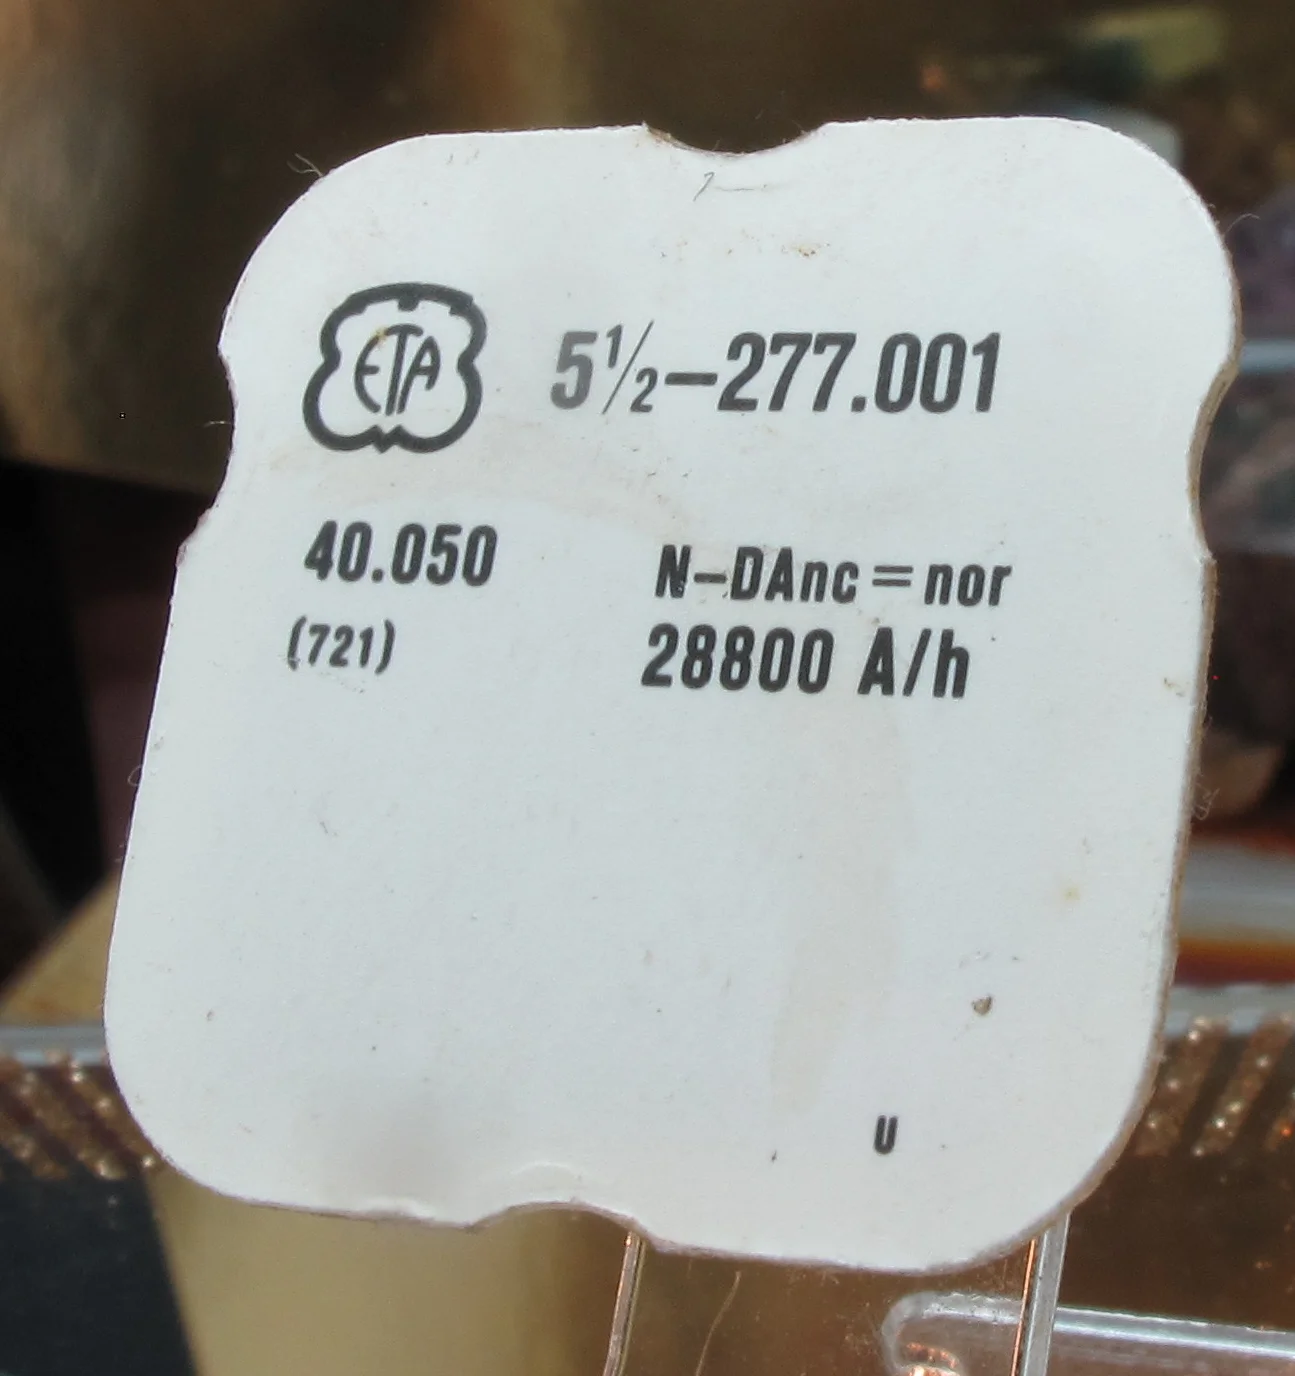 ETA 5½–277.001
40.050 N–DAnc = nor
(721) 28800 A/h
U